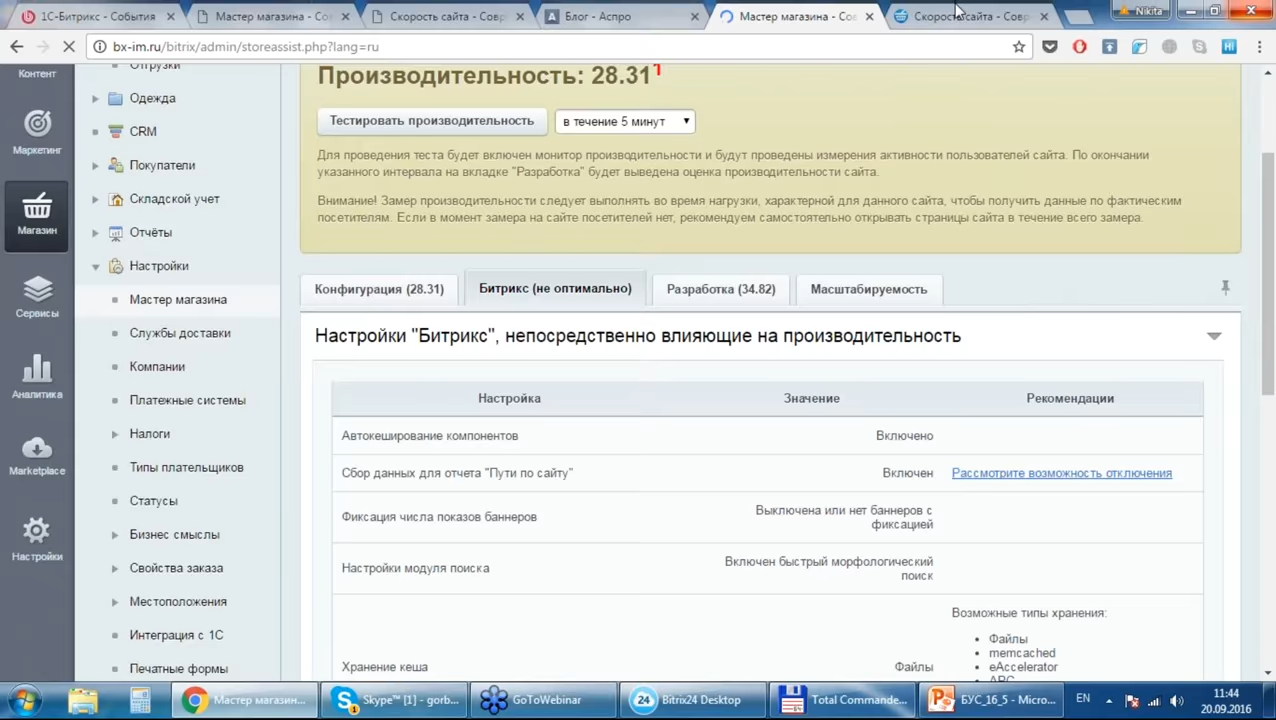 1С-Битрикс - События
Мастер магазина - Со
Скорость сайта - Совр
Блог - Аспро
Мастер магазина - Сов
Скорость сайта - Совр
Nikita
bx-im.ru/bitrix/admin/storeassist.php?lang=ru
Контент
Маркетинг
Магазин
Сервисы
Аналитика
Marketplace
Настройки
Отгрузки
Одежда
CRM
Покупатели
Складской учет
Отчёты
Настройки
Мастер магазина
Службы доставки
Компании
Платежные системы
Налоги
Типы плательщиков
Статусы
Бизнес смыслы
Свойства заказа
Местоположения
Интеграция с 1С
Печатные формы
Производительность: 28.31 1
Тестировать производительность
в течение 5 минут
Для проведения теста будет включен монитор производительности и будут проведены измерения активности пользователей сайта. По окончании
указанного интервала на вкладке "Разработка" будет выведена оценка производительности сайта.
Внимание! Замер производительности следует выполнять во время нагрузки, характерной для данного сайта, чтобы получить данные по фактическим
посетителям. Если в момент замера на сайте посетителей нет, рекомендуем самостоятельно открывать страницы сайта в течение всего замера.
Конфигурация (28.31)
Битрикс (не оптимально)
Разработка (34.82)
Масштабируемость
Настройки "Битрикс", непосредственно влияющие на производительность
Настройка Значение Рекомендации
Автокеширование компонентов Включено
Сбор данных для отчета "Пути по сайту" Включен Рассмотрите возможность отключения
Фиксация числа показов баннеров Выключена или нет баннеров с
фиксацией
Настройки модуля поиска Включен быстрый морфологический
поиск
Возможные типы хранения:
Файлы
memcached
Хранение кеша Файлы eAccelerator
Мастер магазин...
Skype™ [1] - gorb...
GoToWebinar
24 Bitrix24 Desktop
Total Commande...
БУС_16_5 - Micro...
EN
11:44
20.09.2016